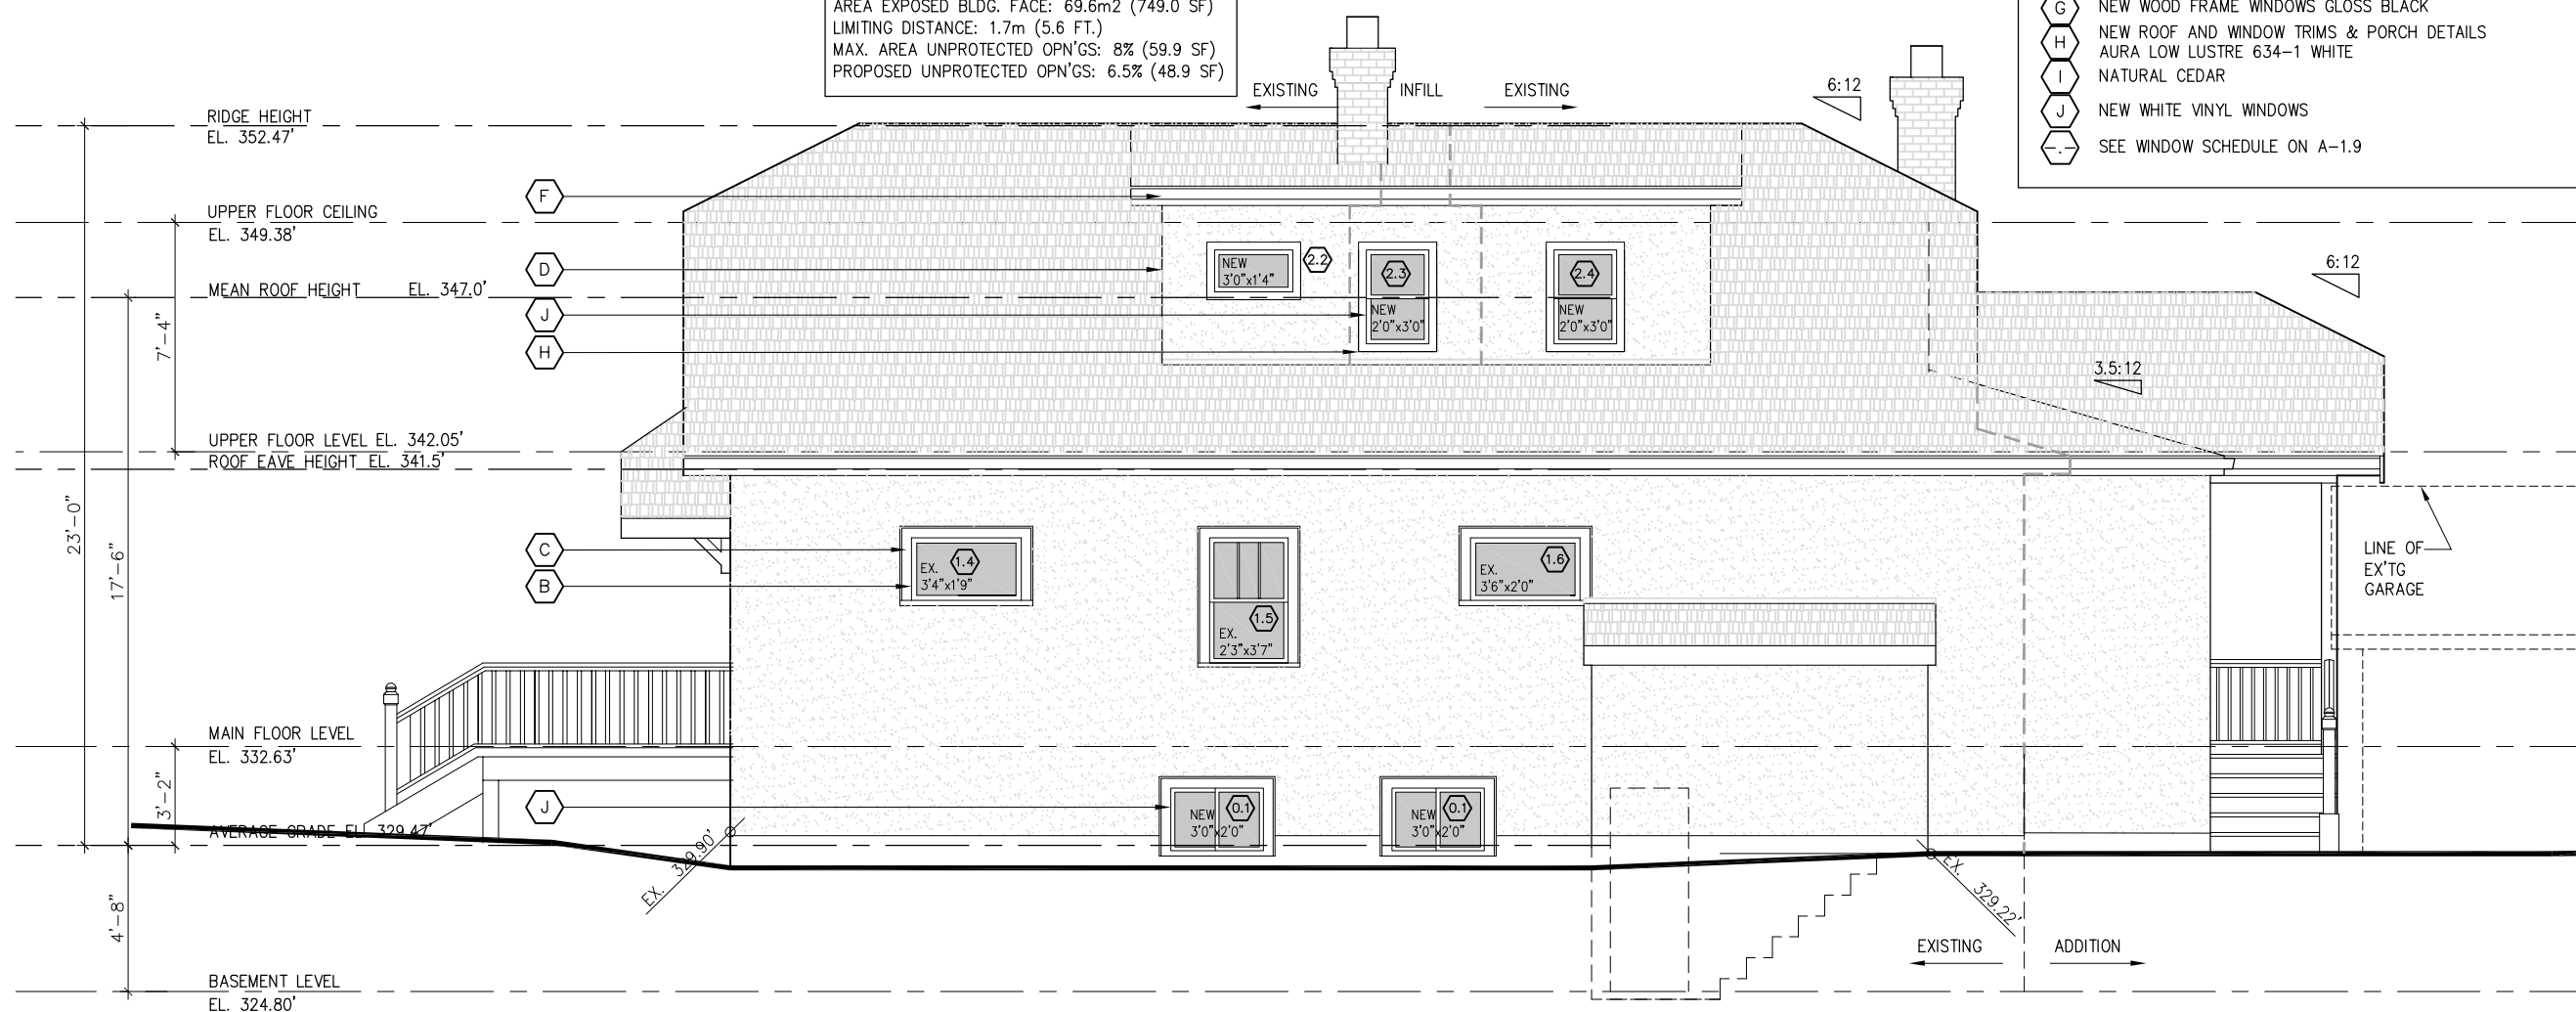 AREA EXPOSED BLDG. FACE: 69.6m2 (749.0 SF)
LIMITING DISTANCE: 1.7m (5.6 FT.)
MAX. AREA UNPROTECTED OPN'GS: 8% (59.9 SF)
PROPOSED UNPROTECTED OPN'GS: 6.5% (48.9 SF)
G NEW WOOD FRAME WINDOWS GLOSS BLACK
H NEW ROOF AND WINDOW TRIMS & PORCH DETAILS
AURA LOW LUSTRE 634-1 WHITE
I NATURAL CEDAR
J NEW WHITE VINYL WINDOWS
-.- SEE WINDOW SCHEDULE ON A-1.9
EXISTING
INFILL
EXISTING
6:12
RIDGE HEIGHT
EL. 352.47'
F
UPPER FLOOR CEILING
EL. 349.38'
D
NEW
3'0"x1'4"
2.2
2.3
NEW
2'0"x3'0"
2.4
NEW
2'0"x3'0"
6:12
MEAN ROOF HEIGHT EL. 347.0'
J
H
7'-4"
3.5:12
UPPER FLOOR LEVEL EL. 342.05'
ROOF EAVE HEIGHT EL. 341.5'
23'-0"
17'-6"
C
B
EX.
3'4"x1'9"
1.4
1.5
EX.
2'3"x3'7"
EX.
3'6"x2'0"
1.6
LINE OF
EX'TG
GARAGE
MAIN FLOOR LEVEL
EL. 332.63'
3'-2"
J
NEW
3'0"x2'0"
0.1
NEW
3'0"x2'0"
0.1
AVERAGE GRADE EL. 329.47'
EX. 329.90'
EX. 329.22'
4'-8"
EXISTING
ADDITION
BASEMENT LEVEL
EL. 324.80'